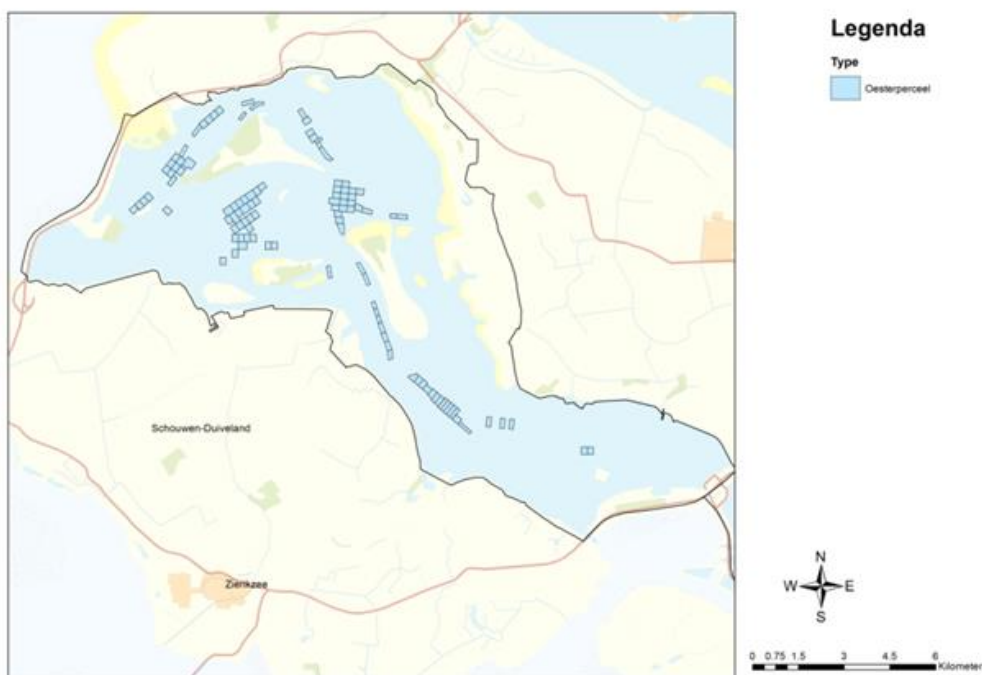 Legenda
Type
Oesterperceel
Schouwen-Duiveland
Zierikzee
N
W E
S
0 0.75 1.5 3 4.5 6
Kilometer